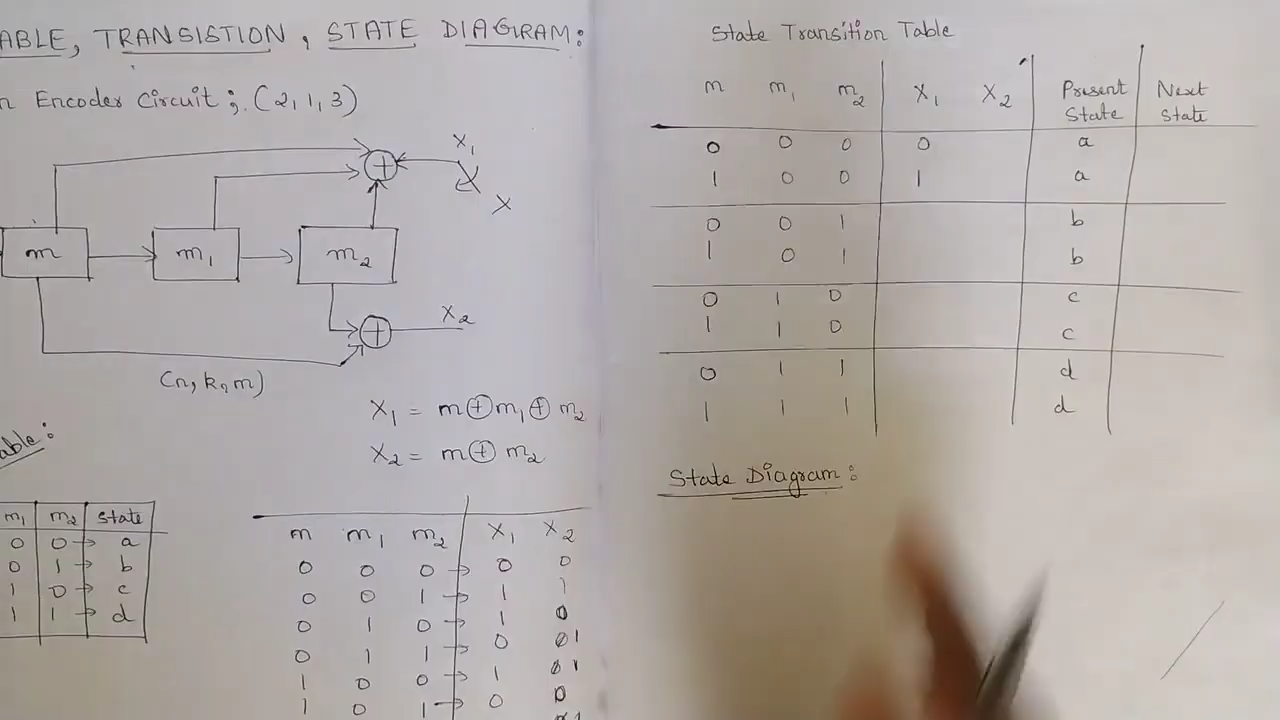 ABLE, TRANSISTION, STATE DIAGRAM:
n Encoder Circuit; (2,1,3)
X1
X
m
m1
m2
X2
(n, k, m)
X1 = m⊕m1⊕m2
X2 = m⊕m2
able:
m1 m2 State
0 0 → a
0 1 → b
1 0 → c
1 1 → d
m m1 m2 X1 X2
0 0 0 → 0 0
0 0 1 → 1 1
0 1 0 → 1 0
0 1 1 → 0 1
1 0 0 → 1 1
1 0 1 → 0 0
State Transition Table
m m1 m2 X1 X2 Present State Next State
0 0 0 0 a
1 0 0 1 a
0 0 1 b
1 0 1 b
0 1 0 c
1 1 0 c
0 1 1 d
1 1 1 d
State Diagram: